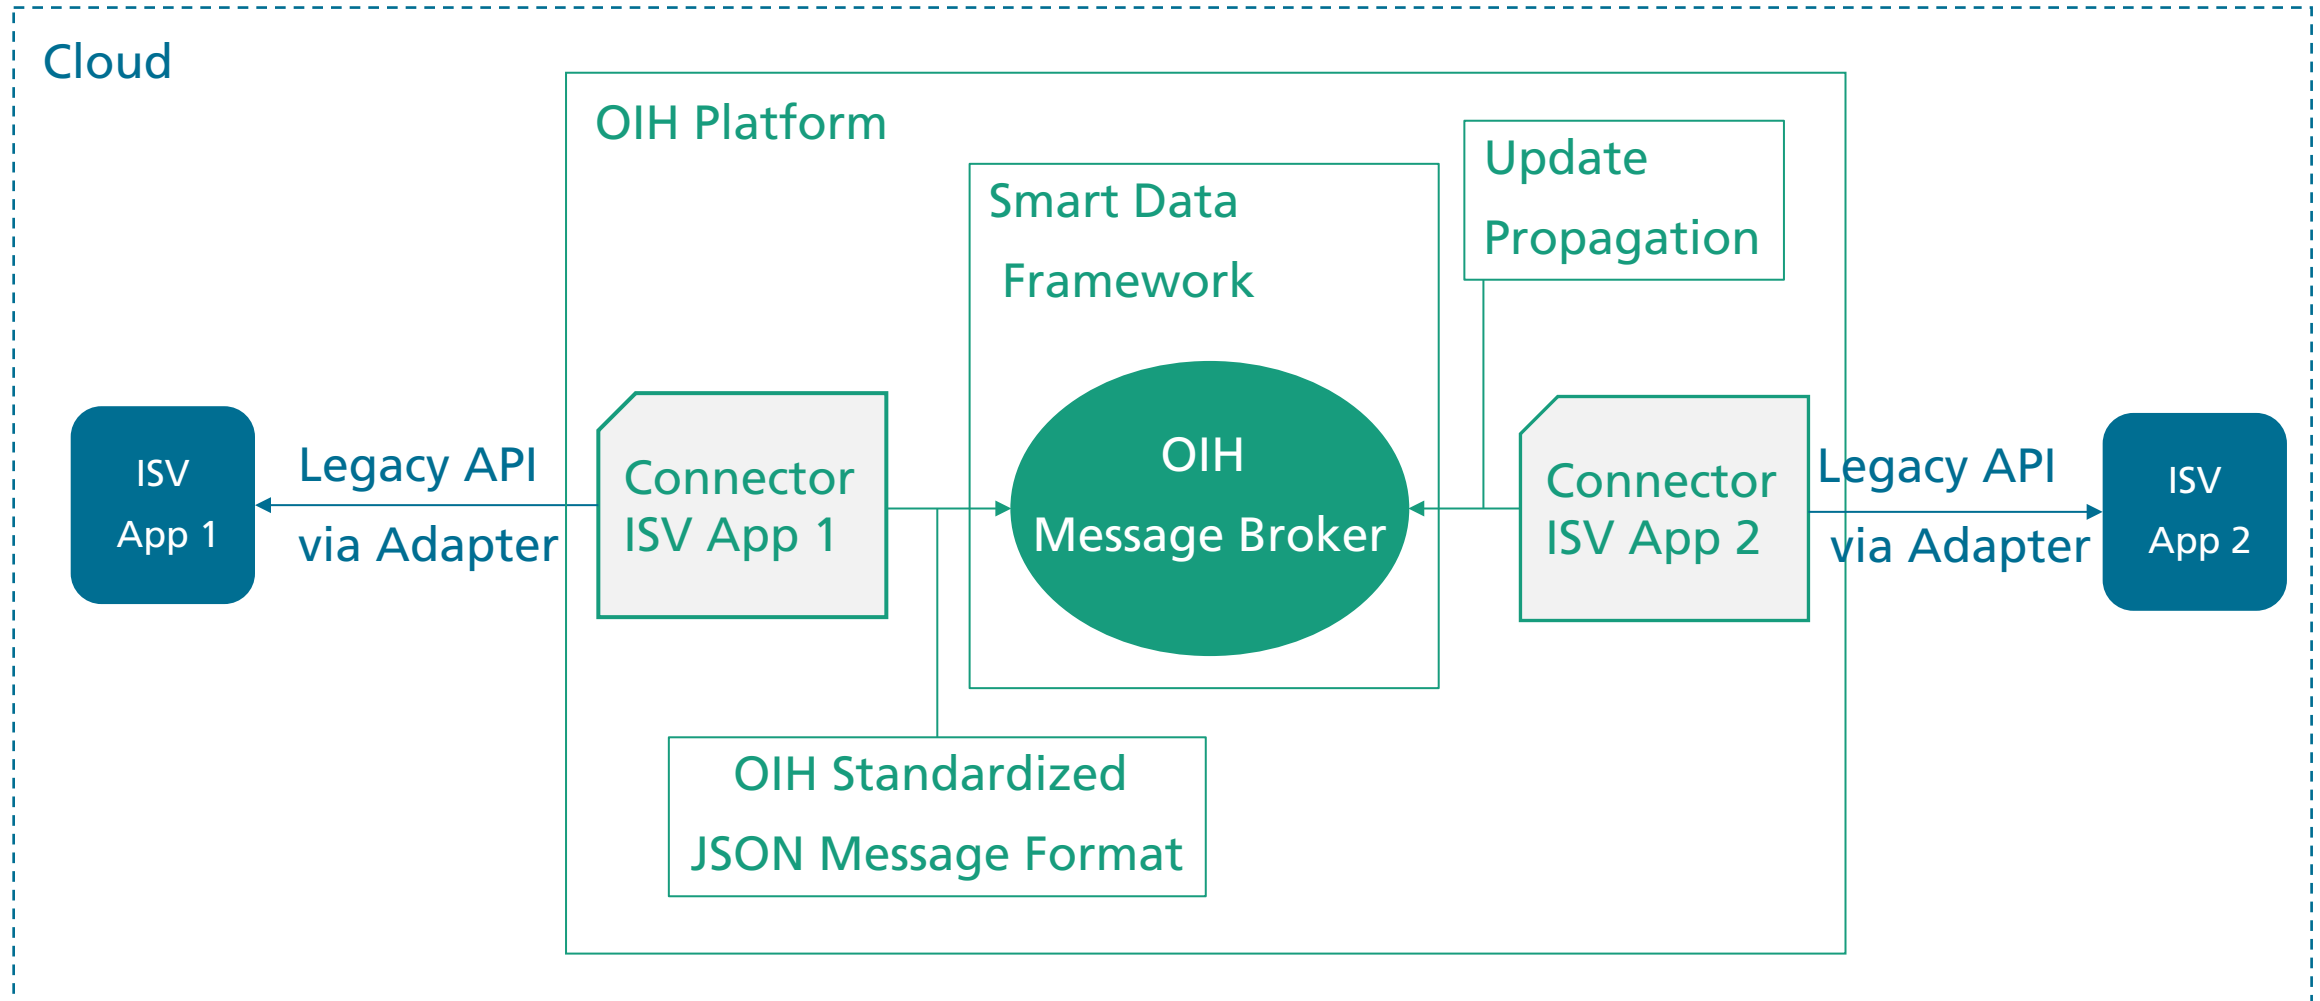 Cloud
OIH Platform
Update
Propagation
Smart Data
Framework
ISV
App 1
Legacy API
via Adapter
Connector
ISV App 1
OIH
Message Broker
Connector
ISV App 2
Legacy API
via Adapter
ISV
App 2
OIH Standardized
JSON Message Format